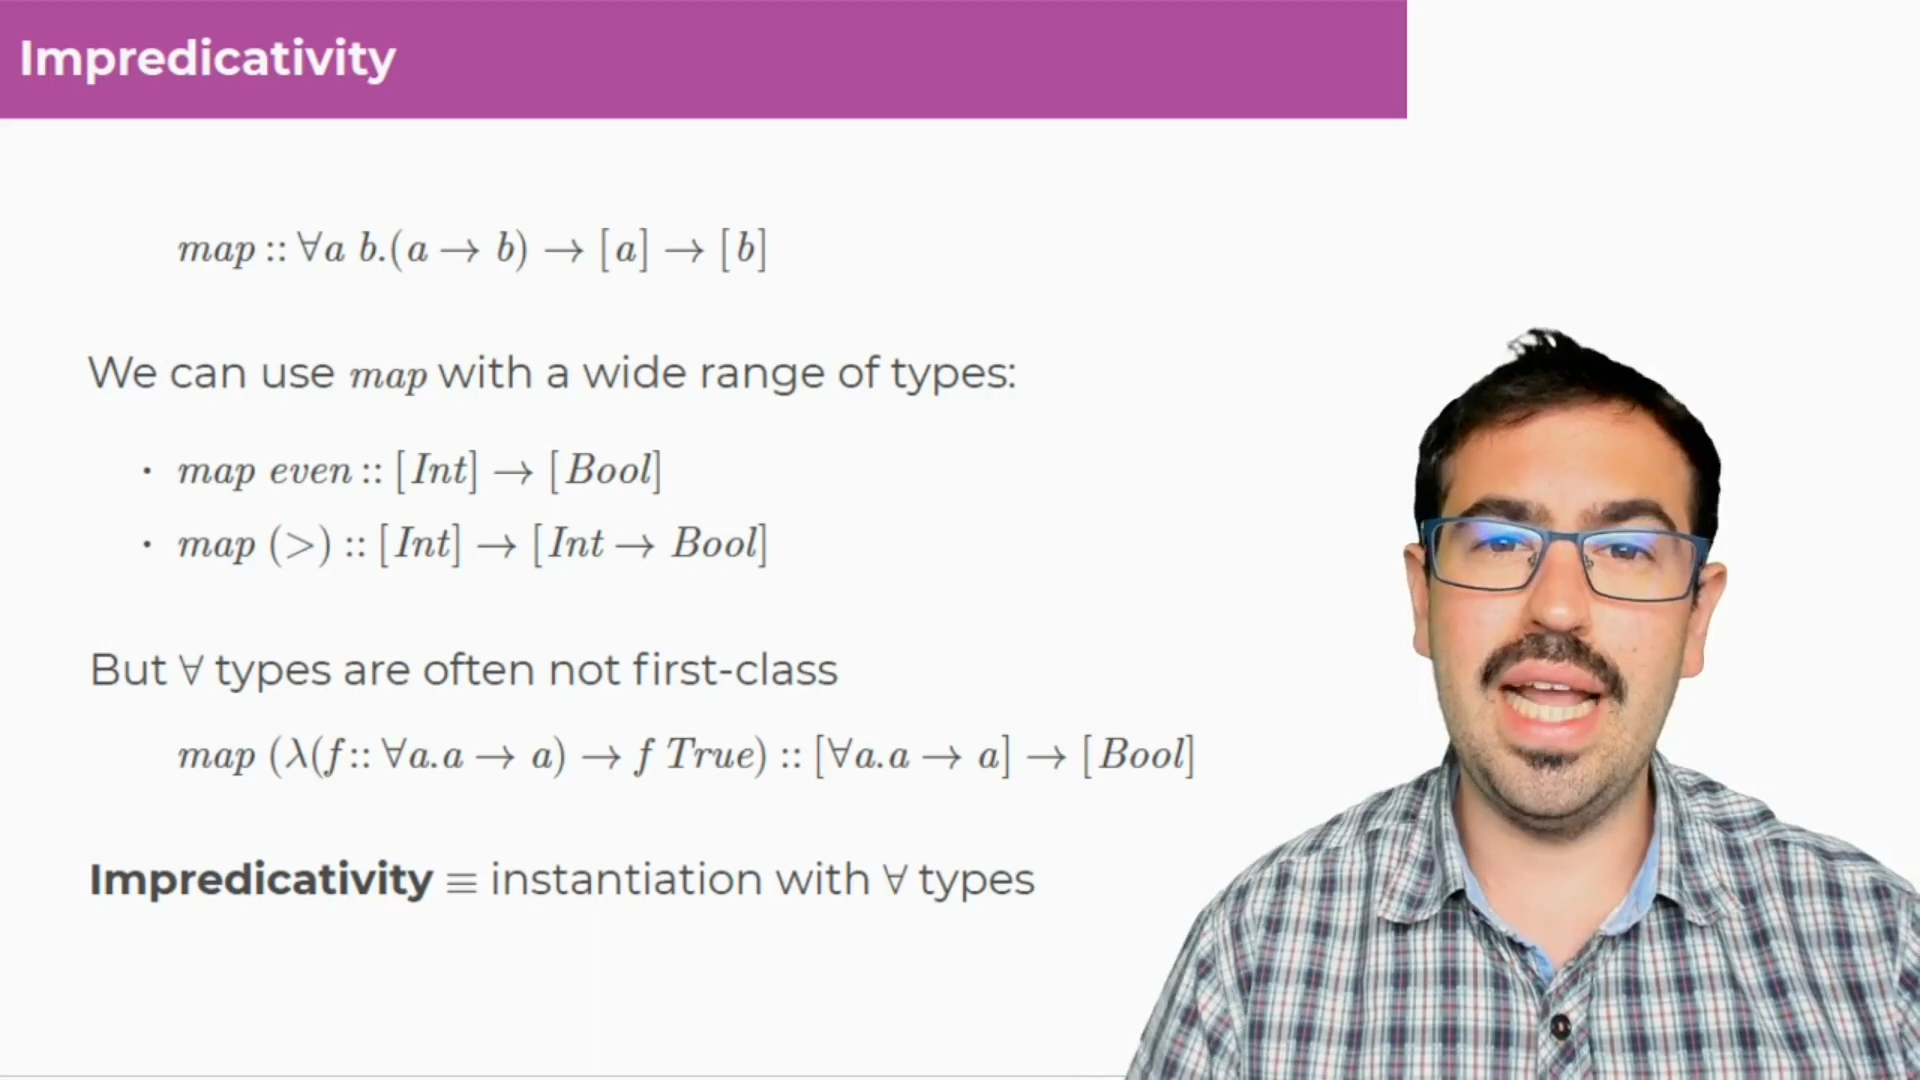 Impredicativity
map :: ∀a b.(a → b) → [a] → [b]
We can use map with a wide range of types:
· map even :: [Int] → [Bool]
· map (>) :: [Int] → [Int → Bool]
But ∀ types are often not first-class
map (λ(f :: ∀a.a → a) → f True) :: [∀a.a → a] → [Bool]
Impredicativity ≡ instantiation with ∀ types